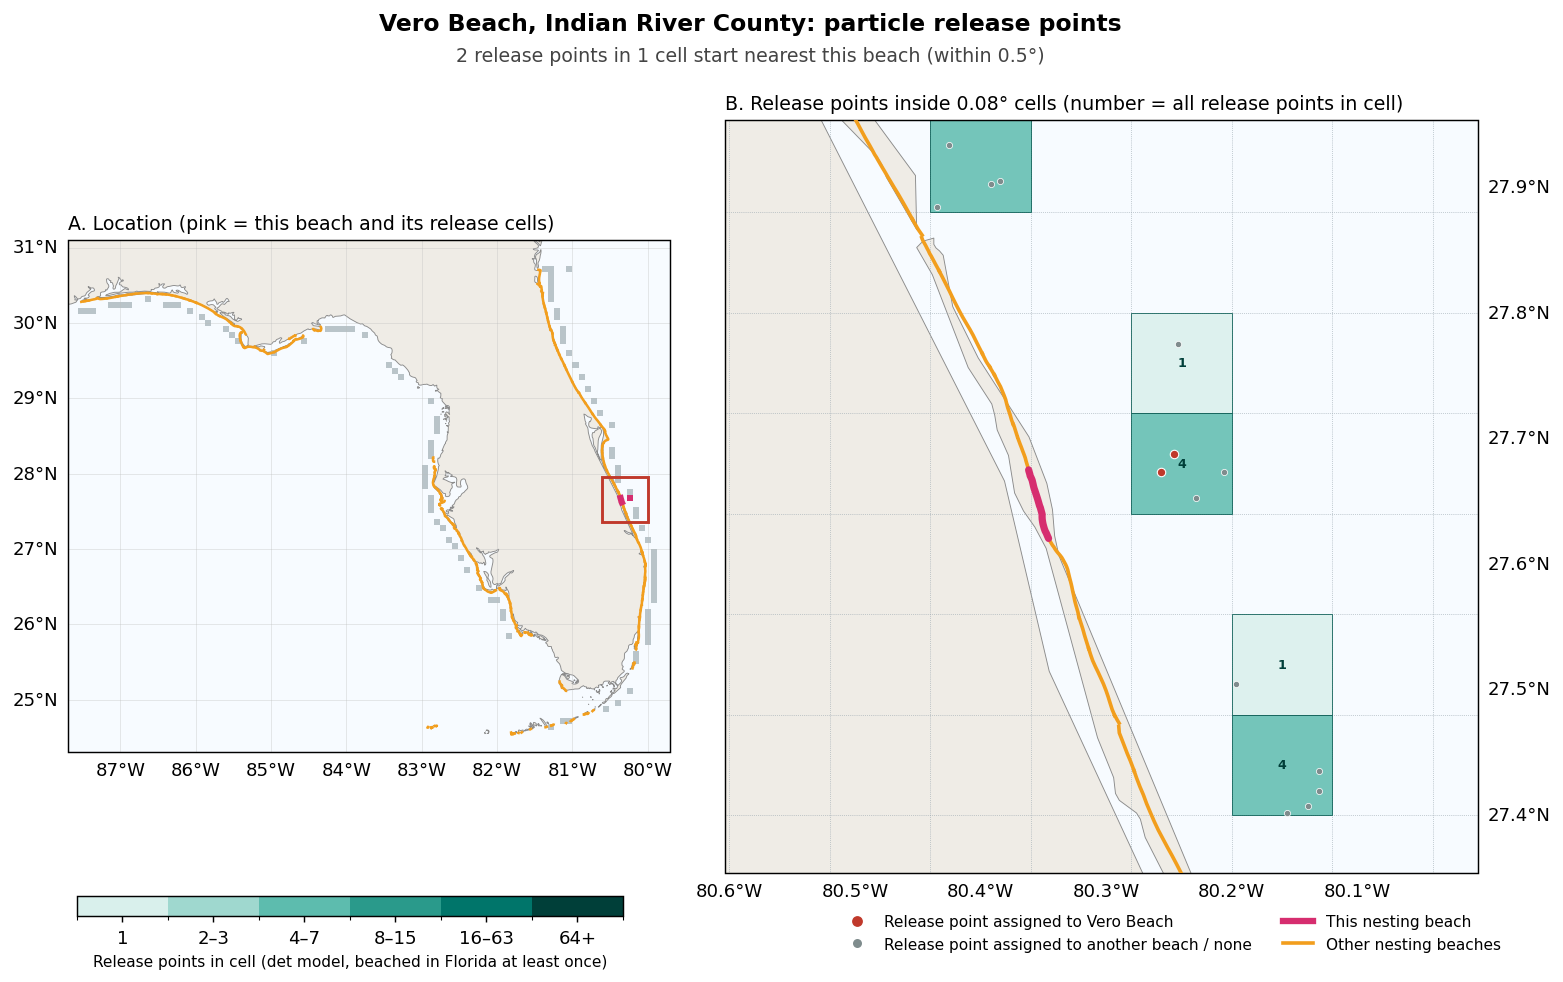 Vero Beach, Indian River County: particle release points
2 release points in 1 cell start nearest this beach (within 0.5°)
A. Location (pink = this beach and its release cells)
31°N
30°N
29°N
28°N
27°N
26°N
25°N
87°W 86°W 85°W 84°W 83°W 82°W 81°W 80°W
B. Release points inside 0.08° cells (number = all release points in cell)
1
4
1
4
27.9°N
27.8°N
27.7°N
27.6°N
27.5°N
27.4°N
80.6°W 80.5°W 80.4°W 80.3°W 80.2°W 80.1°W
1 2–3 4–7 8–15 16–63 64+
Release points in cell (det model, beached in Florida at least once)
Release point assigned to Vero Beach
Release point assigned to another beach / none
This nesting beach
Other nesting beaches